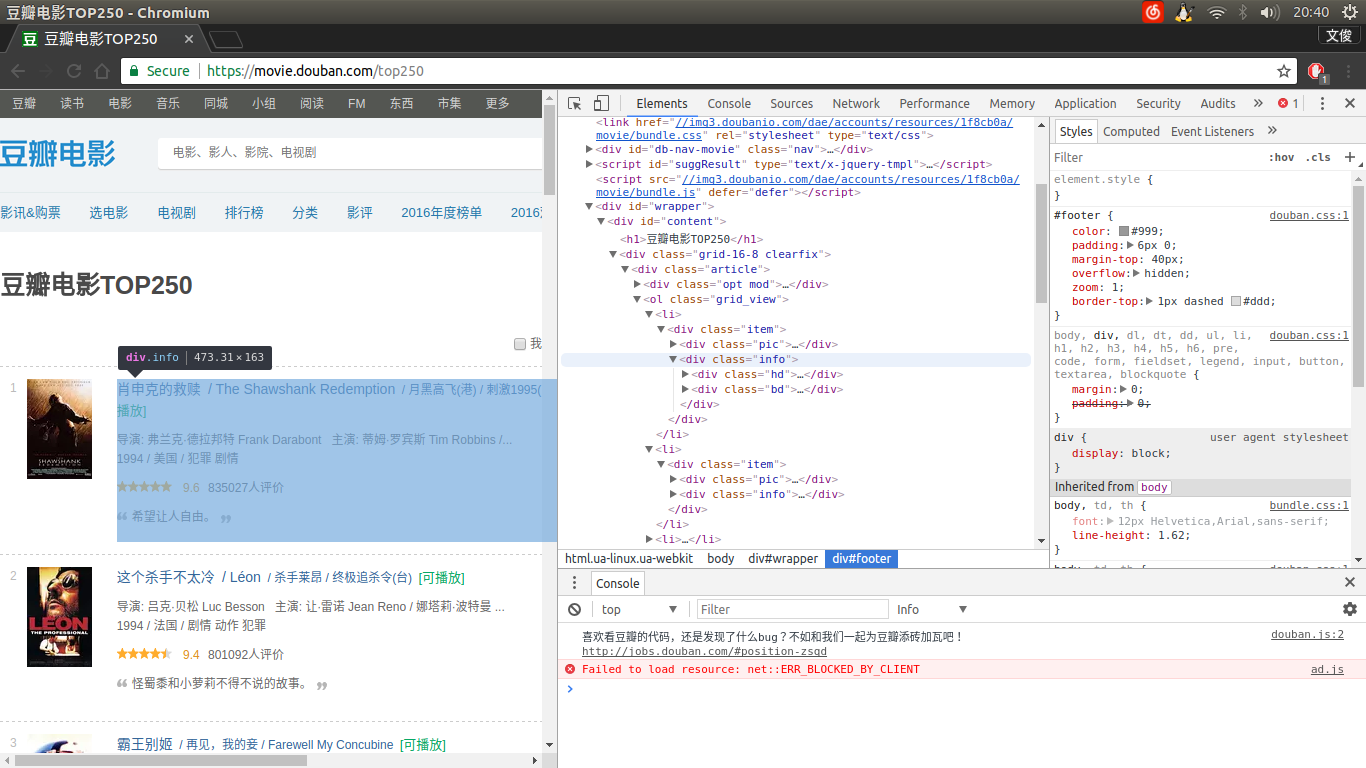 豆瓣电影TOP250 - Chromium
20:40
豆瓣电影TOP250
文俊
Secure
https://movie.douban.com/top250
1
豆瓣 读书 电影 音乐 同城 小组 阅读 FM 东西 市集 更多
豆瓣电影
电影、影人、影院、电视剧
影讯&购票 选电影 电视剧 排行榜 分类 影评 2016年度榜单 2016
豆瓣电影TOP250
我
div.info | 473.31 × 163
1
肖申克的救赎 / The Shawshank Redemption / 月黑高飞(港) / 刺激1995(
播放]
导演: 弗兰克·德拉邦特 Frank Darabont 主演: 蒂姆·罗宾斯 Tim Robbins /...
1994 / 美国 / 犯罪 剧情
9.6 835027人评价
希望让人自由。
SHAWSHANK
2
这个杀手不太冷 / Léon / 杀手莱昂 / 终极追杀令(台) [可播放]
导演: 吕克·贝松 Luc Besson 主演: 让·雷诺 Jean Reno / 娜塔莉·波特曼 ...
1994 / 法国 / 剧情 动作 犯罪
9.4 801092人评价
怪蜀黍和小萝莉不得不说的故事。
LEON
THE PROFESSIONAL
3
霸王别姬 / 再见，我的妾 / Farewell My Concubine [可播放]
Elements Console Sources Network Performance Memory Application Security Audits » 1
<link href="//img3.doubanio.com/dae/accounts/resources/1f8cb0a/
movie/bundle.css" rel="stylesheet" type="text/css">
<div id="db-nav-movie" class="nav">…</div>
<script id="suggResult" type="text/x-jquery-tmpl">…</script>
<script src="//img3.doubanio.com/dae/accounts/resources/1f8cb0a/
movie/bundle.js" defer="defer"></script>
<div id="wrapper">
<div id="content">
<h1>豆瓣电影TOP250</h1>
<div class="grid-16-8 clearfix">
<div class="article">
<div class="opt mod">…</div>
<ol class="grid_view">
<li>
<div class="item">
<div class="pic">…</div>
<div class="info">
<div class="hd">…</div>
<div class="bd">…</div>
</div>
</div>
</li>
<li>
<div class="item">
<div class="pic">…</div>
<div class="info">…</div>
</div>
</li>
<li>…</li>
html.ua-linux.ua-webkit body div#wrapper div#footer
Styles Computed Event Listeners »
Filter :hov .cls +
element.style {
}
#footer { douban.css:1
color: #999;
padding: 6px 0;
margin-top: 40px;
overflow: hidden;
zoom: 1;
border-top: 1px dashed #ddd;
}
body, div, dl, dt, dd, ul, li, douban.css:1
h1, h2, h3, h4, h5, h6, pre,
code, form, fieldset, legend, input, button,
textarea, blockquote {
margin: 0;
padding: 0;
}
div { user agent stylesheet
display: block;
}
Inherited from body
body, td, th { bundle.css:1
font: 12px Helvetica,Arial,sans-serif;
line-height: 1.62;
}
body, td, th { douban.css:1
Console
top Filter Info
喜欢看豆瓣的代码，还是发现了什么bug？不如和我们一起为豆瓣添砖加瓦吧！ douban.js:2
http://jobs.douban.com/#position-zsqd
Failed to load resource: net::ERR_BLOCKED_BY_CLIENT ad.js